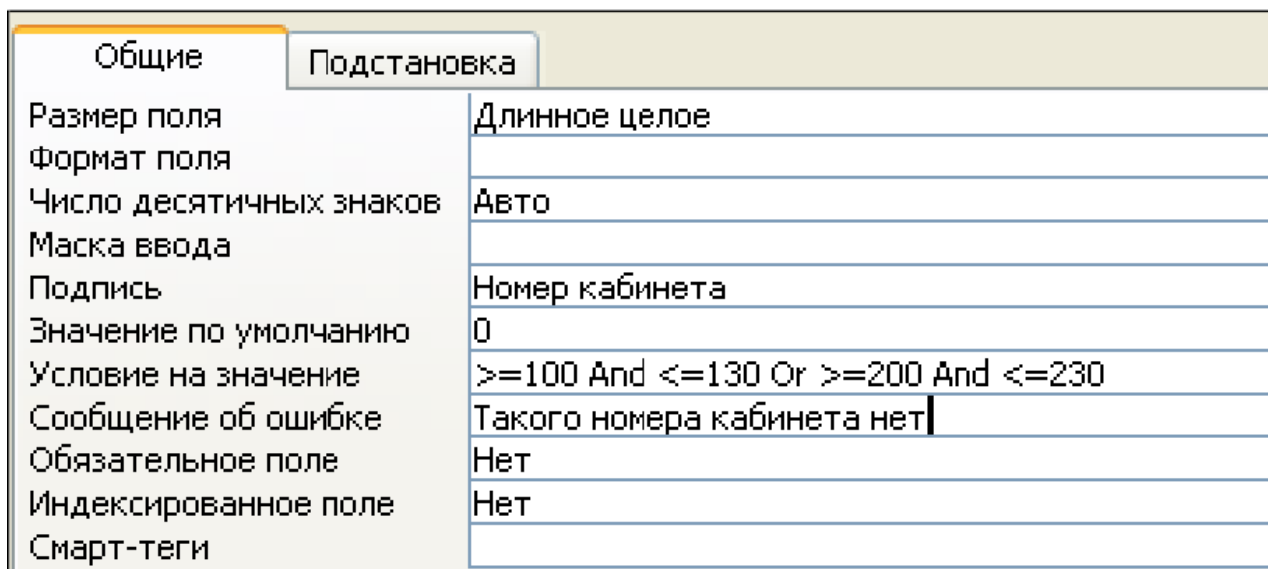 Общие Подстановка
Размер поля Длинное целое
Формат поля
Число десятичных знаков Авто
Маска ввода
Подпись Номер кабинета
Значение по умолчанию 0
Условие на значение >=100 And <=130 Or >=200 And <=230
Сообщение об ошибке Такого номера кабинета нет
Обязательное поле Нет
Индексированное поле Нет
Смарт-теги